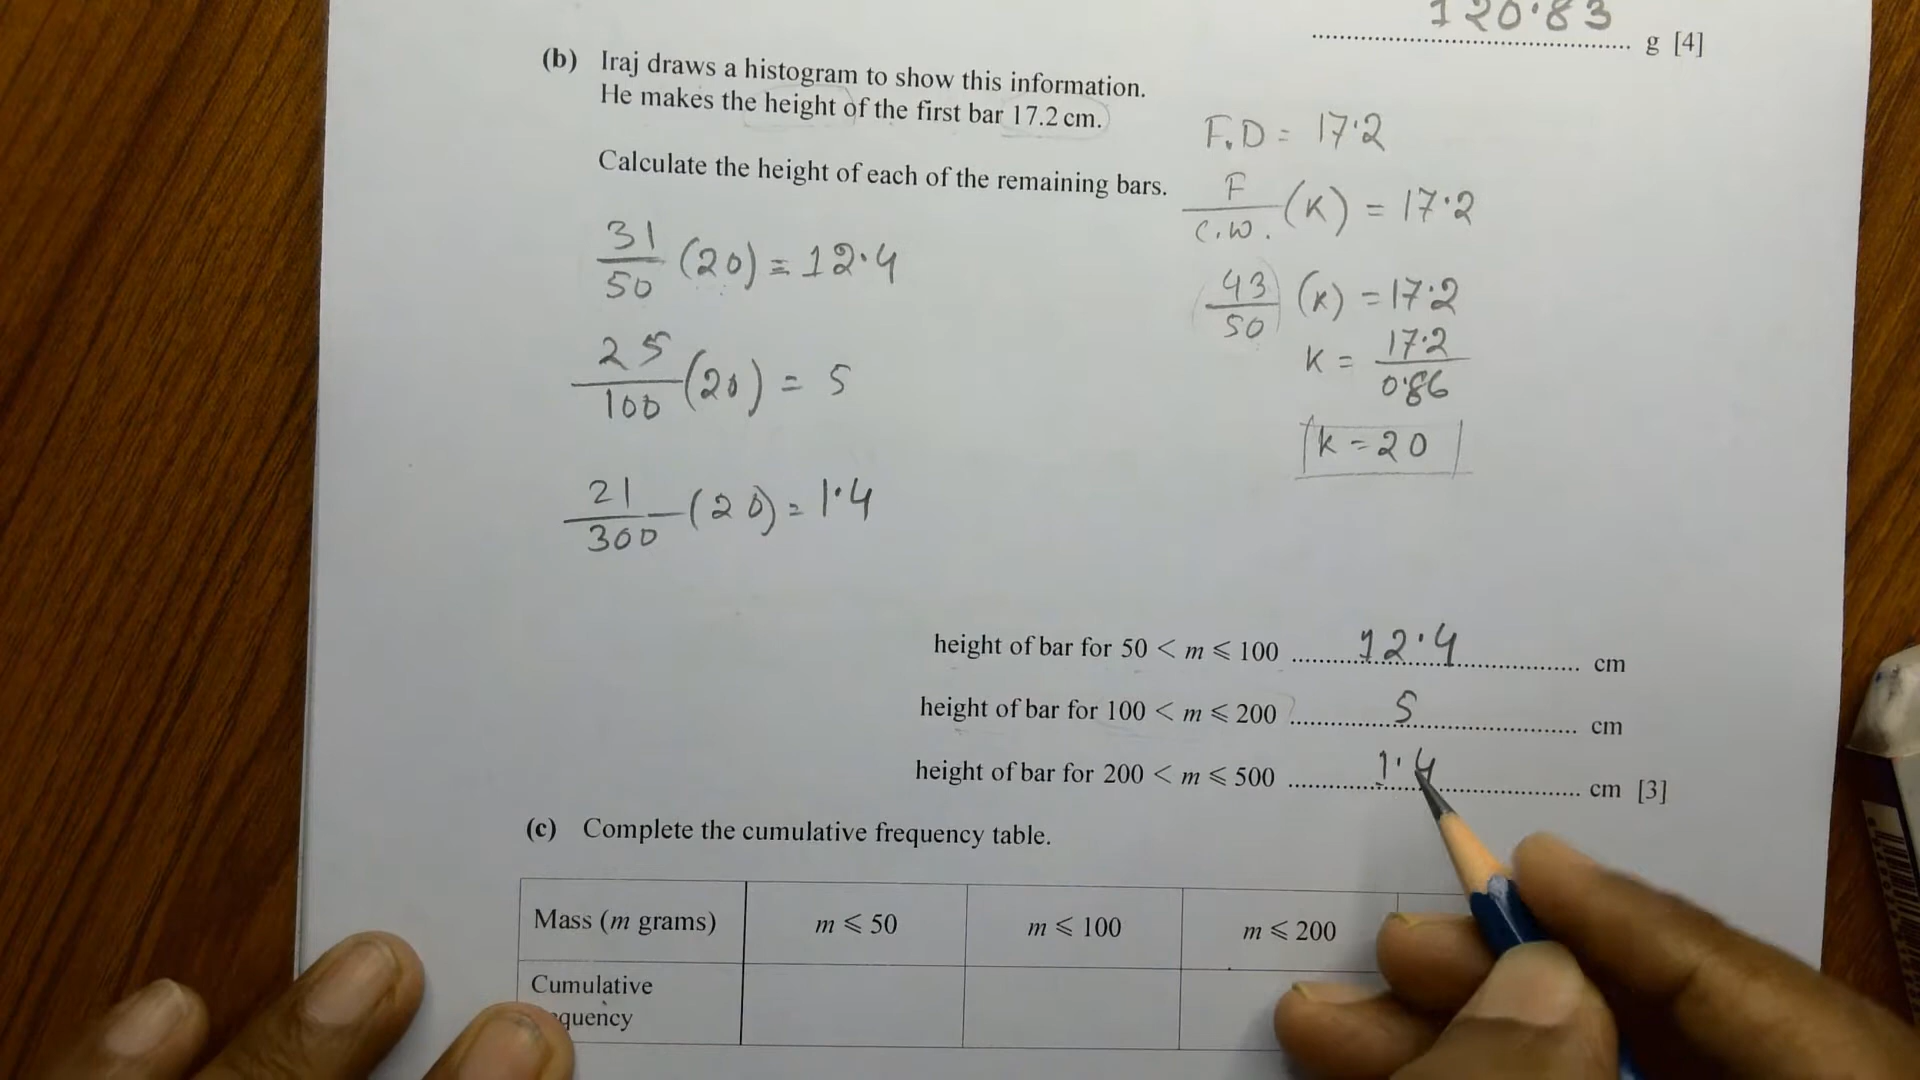 120.83
g [4]
(b) Iraj draws a histogram to show this information.
He makes the height of the first bar 17.2 cm.
Calculate the height of each of the remaining bars.
F.D = 17.2
F/C.W. (K) = 17.2
43/50 (K) = 17.2
K = 17.2/0.86
k = 20
31/50 (20) = 12.4
25/100 (20) = 5
21/300 (20) = 1.4
height of bar for 50 < m ⩽ 100 12.4 cm
height of bar for 100 < m ⩽ 200 5 cm
height of bar for 200 < m ⩽ 500 1.4 cm [3]
(c) Complete the cumulative frequency table.
Mass (m grams) m ⩽ 50 m ⩽ 100 m ⩽ 200
Cumulative
quency